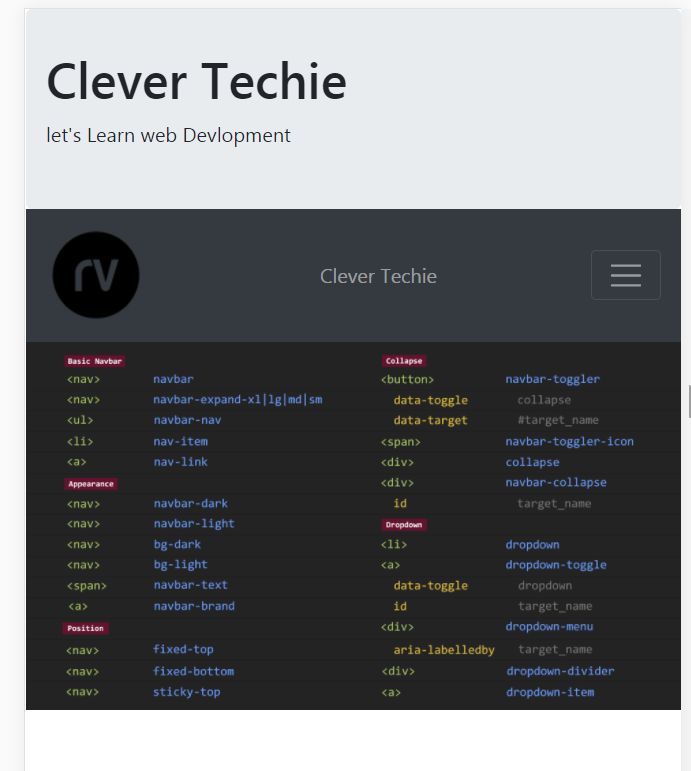 Clever Techie
let's Learn web Devlopment
rv
Clever Techie
Basic Navbar
<nav> navbar
<nav> navbar-expand-xl|lg|md|sm
<ul> navbar-nav
<li> nav-item
<a> nav-link
Appearance
<nav> navbar-dark
<nav> navbar-light
<nav> bg-dark
<nav> bg-light
<span> navbar-text
<a> navbar-brand
Position
<nav> fixed-top
<nav> fixed-bottom
<nav> sticky-top
Collapse
<button> navbar-toggler
data-toggle collapse
data-target #target_name
<span> navbar-toggler-icon
<div> collapse
<div> navbar-collapse
id target_name
Dropdown
<li> dropdown
<a> dropdown-toggle
data-toggle dropdown
id target_name
<div> dropdown-menu
aria-labelledby target_name
<div> dropdown-divider
<a> dropdown-item